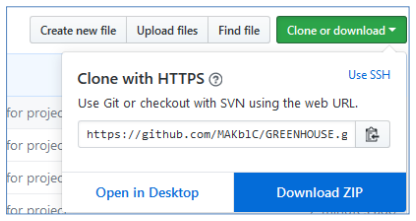 Create new file Upload files Find file Clone or download
Clone with HTTPS Use SSH
Use Git or checkout with SVN using the web URL.
for projec
https://github.com/MAKblC/GREENHOUSE.g
for projec
for projec
Open in Desktop Download ZIP
for projec